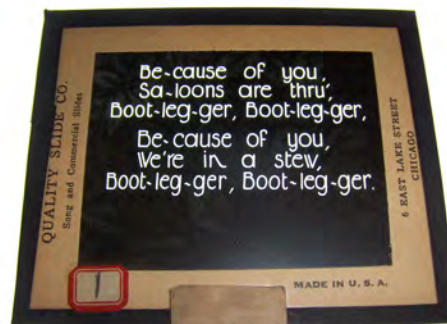 Be-cause of you,
Sa-loons are thru',
Boot-leg-ger, Boot-leg-ger,
Be-cause of you,
We're in a stew,
Boot-leg-ger, Boot-leg-ger.
QUALITY SLIDE CO.
Song and Commercial Slides
6 EAST LAKE STREET
CHICAGO
1
MADE IN U. S. A.